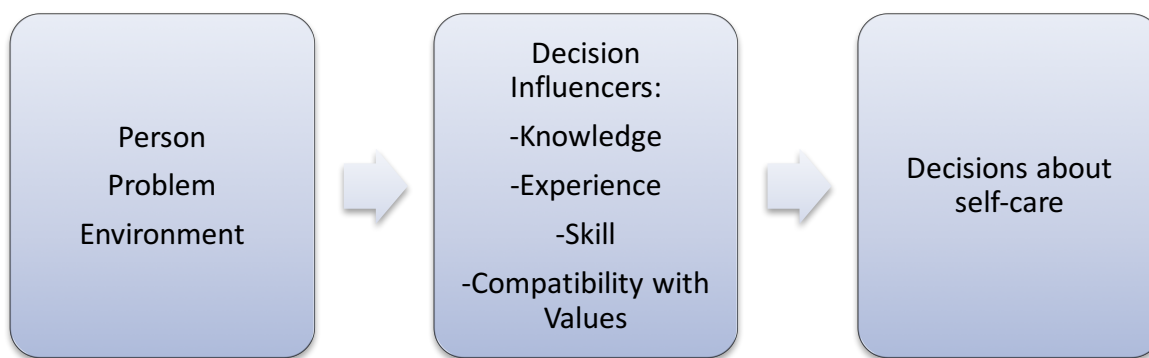 Person
Problem
Environment
Decision
Influencers:
-Knowledge
-Experience
-Skill
-Compatibility with
Values
Decisions about
self-care